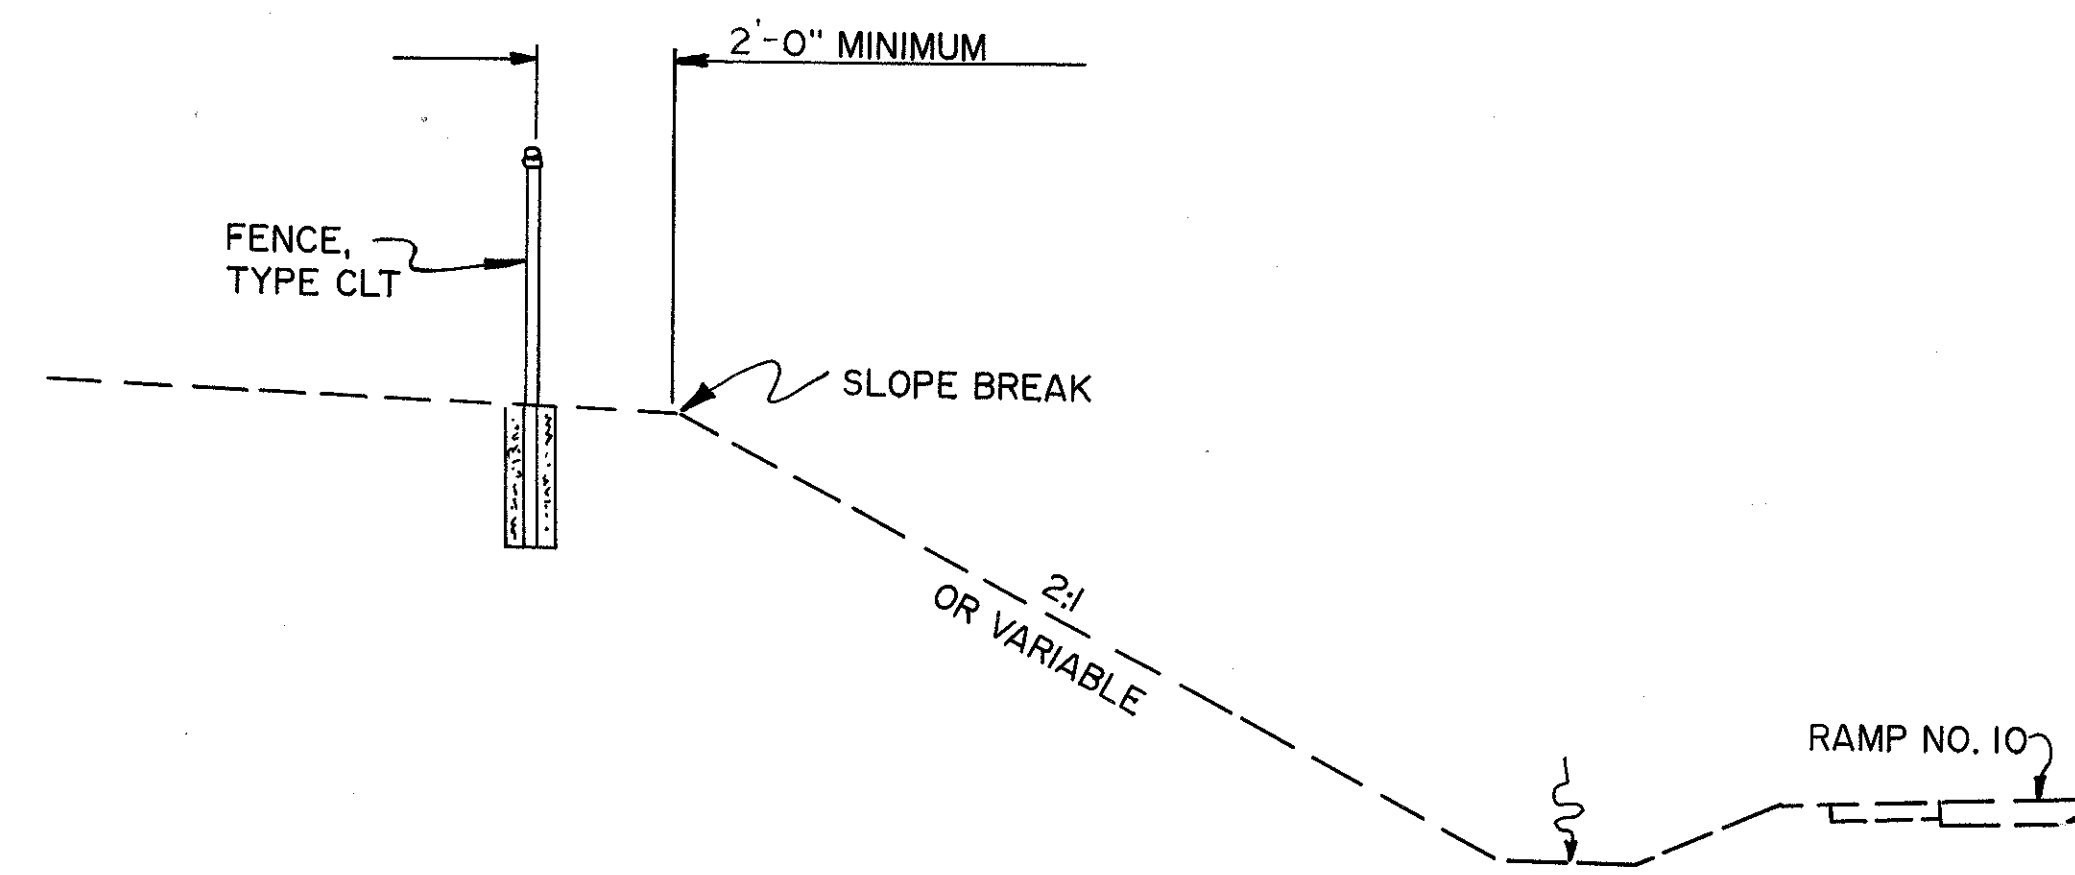 2'-0" MINIMUM
FENCE,
TYPE CLT
SLOPE BREAK
2:1
OR VARIABLE
RAMP NO. 10